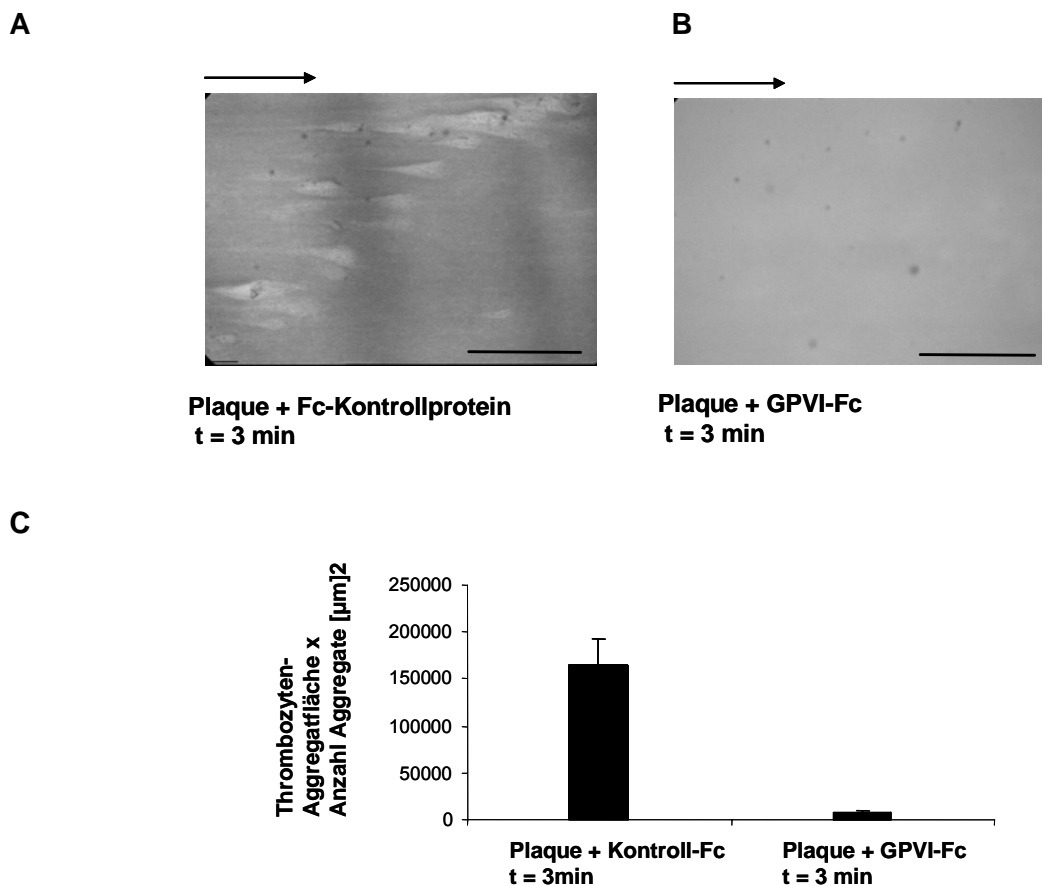 A
B
Plaque + Fc-Kontrollprotein
t = 3 min
Plaque + GPVI-Fc
t = 3 min
C
Thrombozyten-
Aggregatfläche x
Anzahl Aggregate [µm]2
250000
200000
150000
100000
50000
0
Plaque + Kontroll-Fc
t = 3min
Plaque + GPVI-Fc
t = 3 min